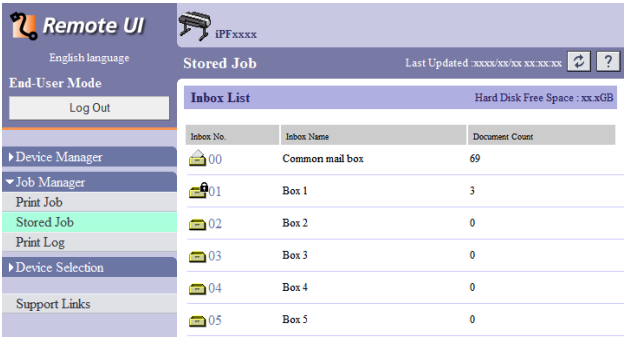 Remote UI
English language
End-User Mode
Log Out
Device Manager
Job Manager
Print Job
Stored Job
Print Log
Device Selection
Support Links
iPFxxxx
Stored Job
Last Updated :xxxx/xx/xx xx:xx:xx
?
Inbox List
Hard Disk Free Space : xx.xGB
Inbox No. Inbox Name Document Count
00 Common mail box 69
01 Box 1 3
02 Box 2 0
03 Box 3 0
04 Box 4 0
05 Box 5 0